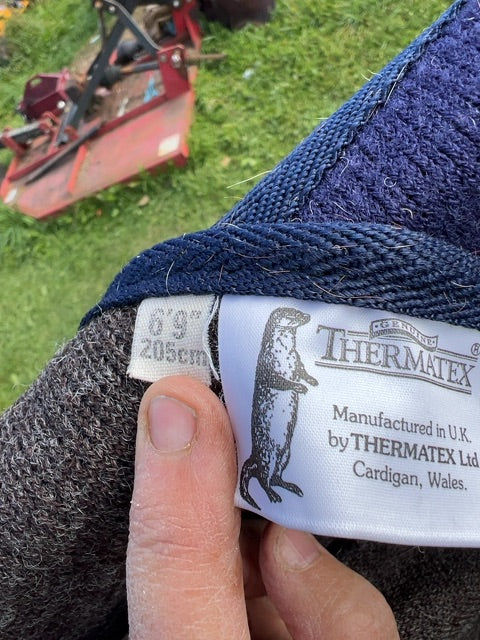 6'9"
205cm
GENUINE
THERMATEX®
Manufactured in U.K.
by THERMATEX Ltd
Cardigan, Wales.